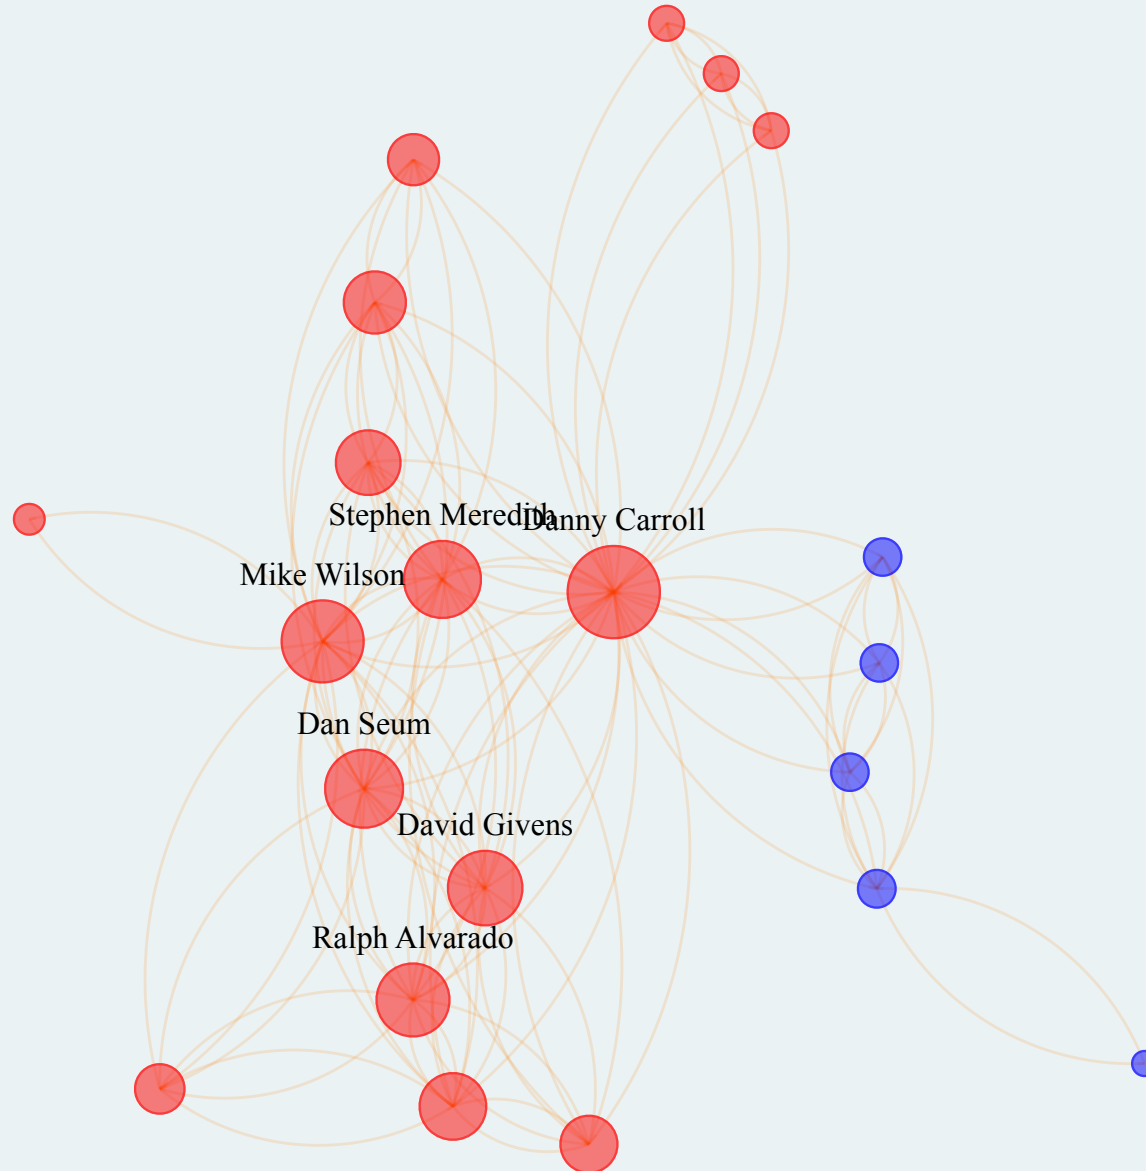 Stephen Meredith
Danny Carroll
Mike Wilson
Dan Seum
David Givens
Ralph Alvarado